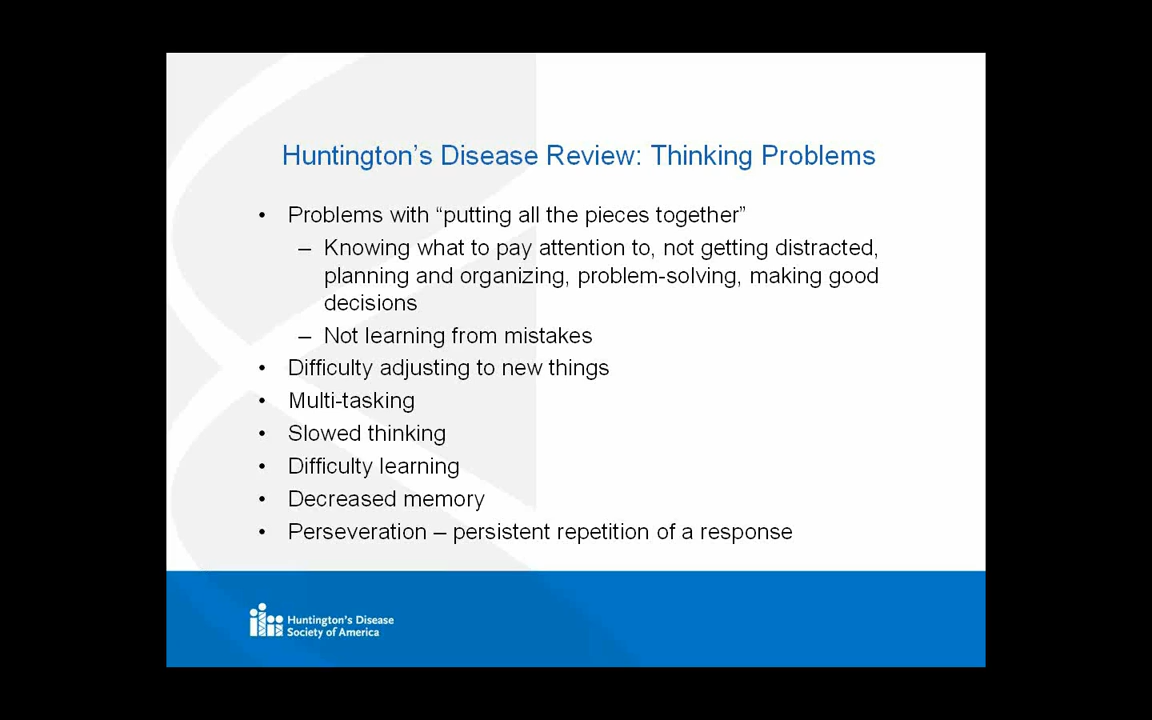 Huntington’s Disease Review: Thinking Problems
• Problems with “putting all the pieces together”
– Knowing what to pay attention to, not getting distracted,
planning and organizing, problem-solving, making good
decisions
– Not learning from mistakes
• Difficulty adjusting to new things
• Multi-tasking
• Slowed thinking
• Difficulty learning
• Decreased memory
• Perseveration – persistent repetition of a response
Huntington’s Disease
Society of America